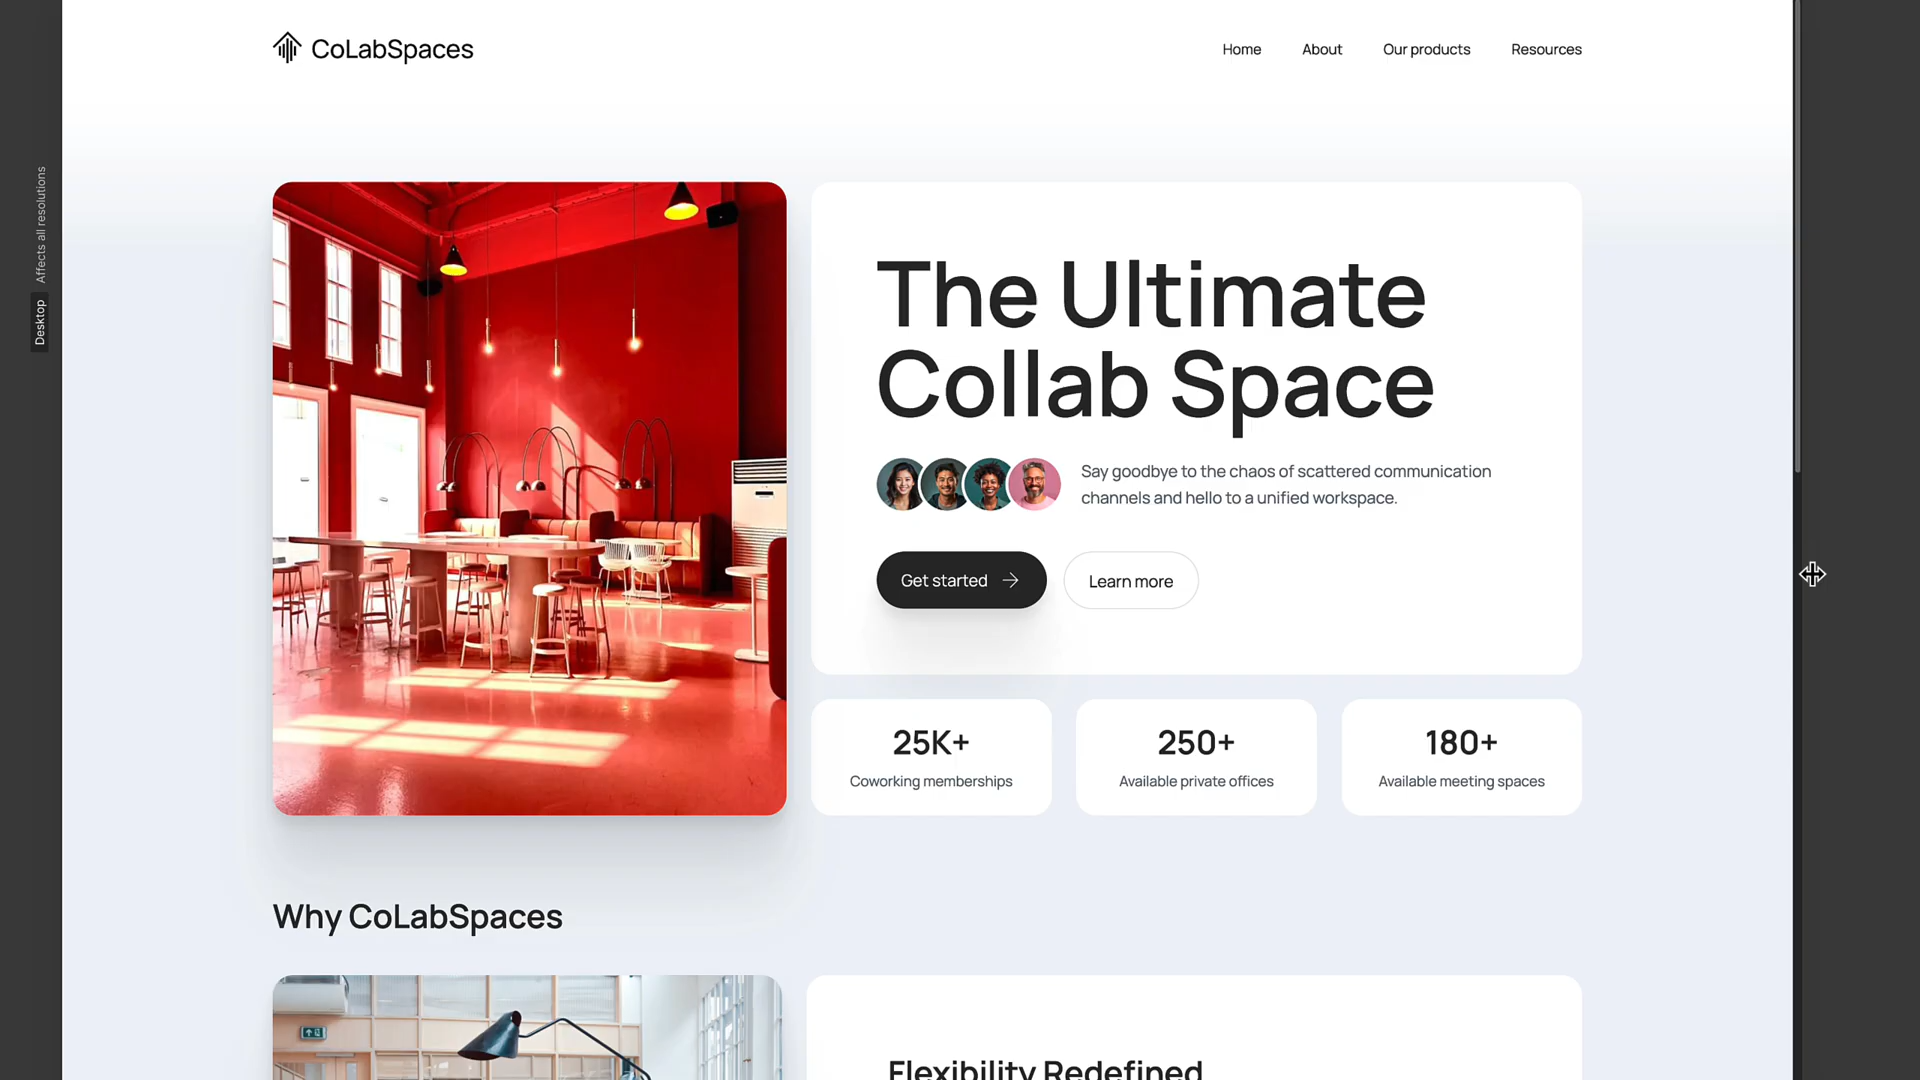 CoLabSpaces
Home
About
Our products
Resources
Desktop
Affects all resolutions
The Ultimate
Collab Space
Say goodbye to the chaos of scattered communication
channels and hello to a unified workspace.
Get started
Learn more
25K+
Coworking memberships
250+
Available private offices
180+
Available meeting spaces
Why CoLabSpaces
Flexibility Redefined